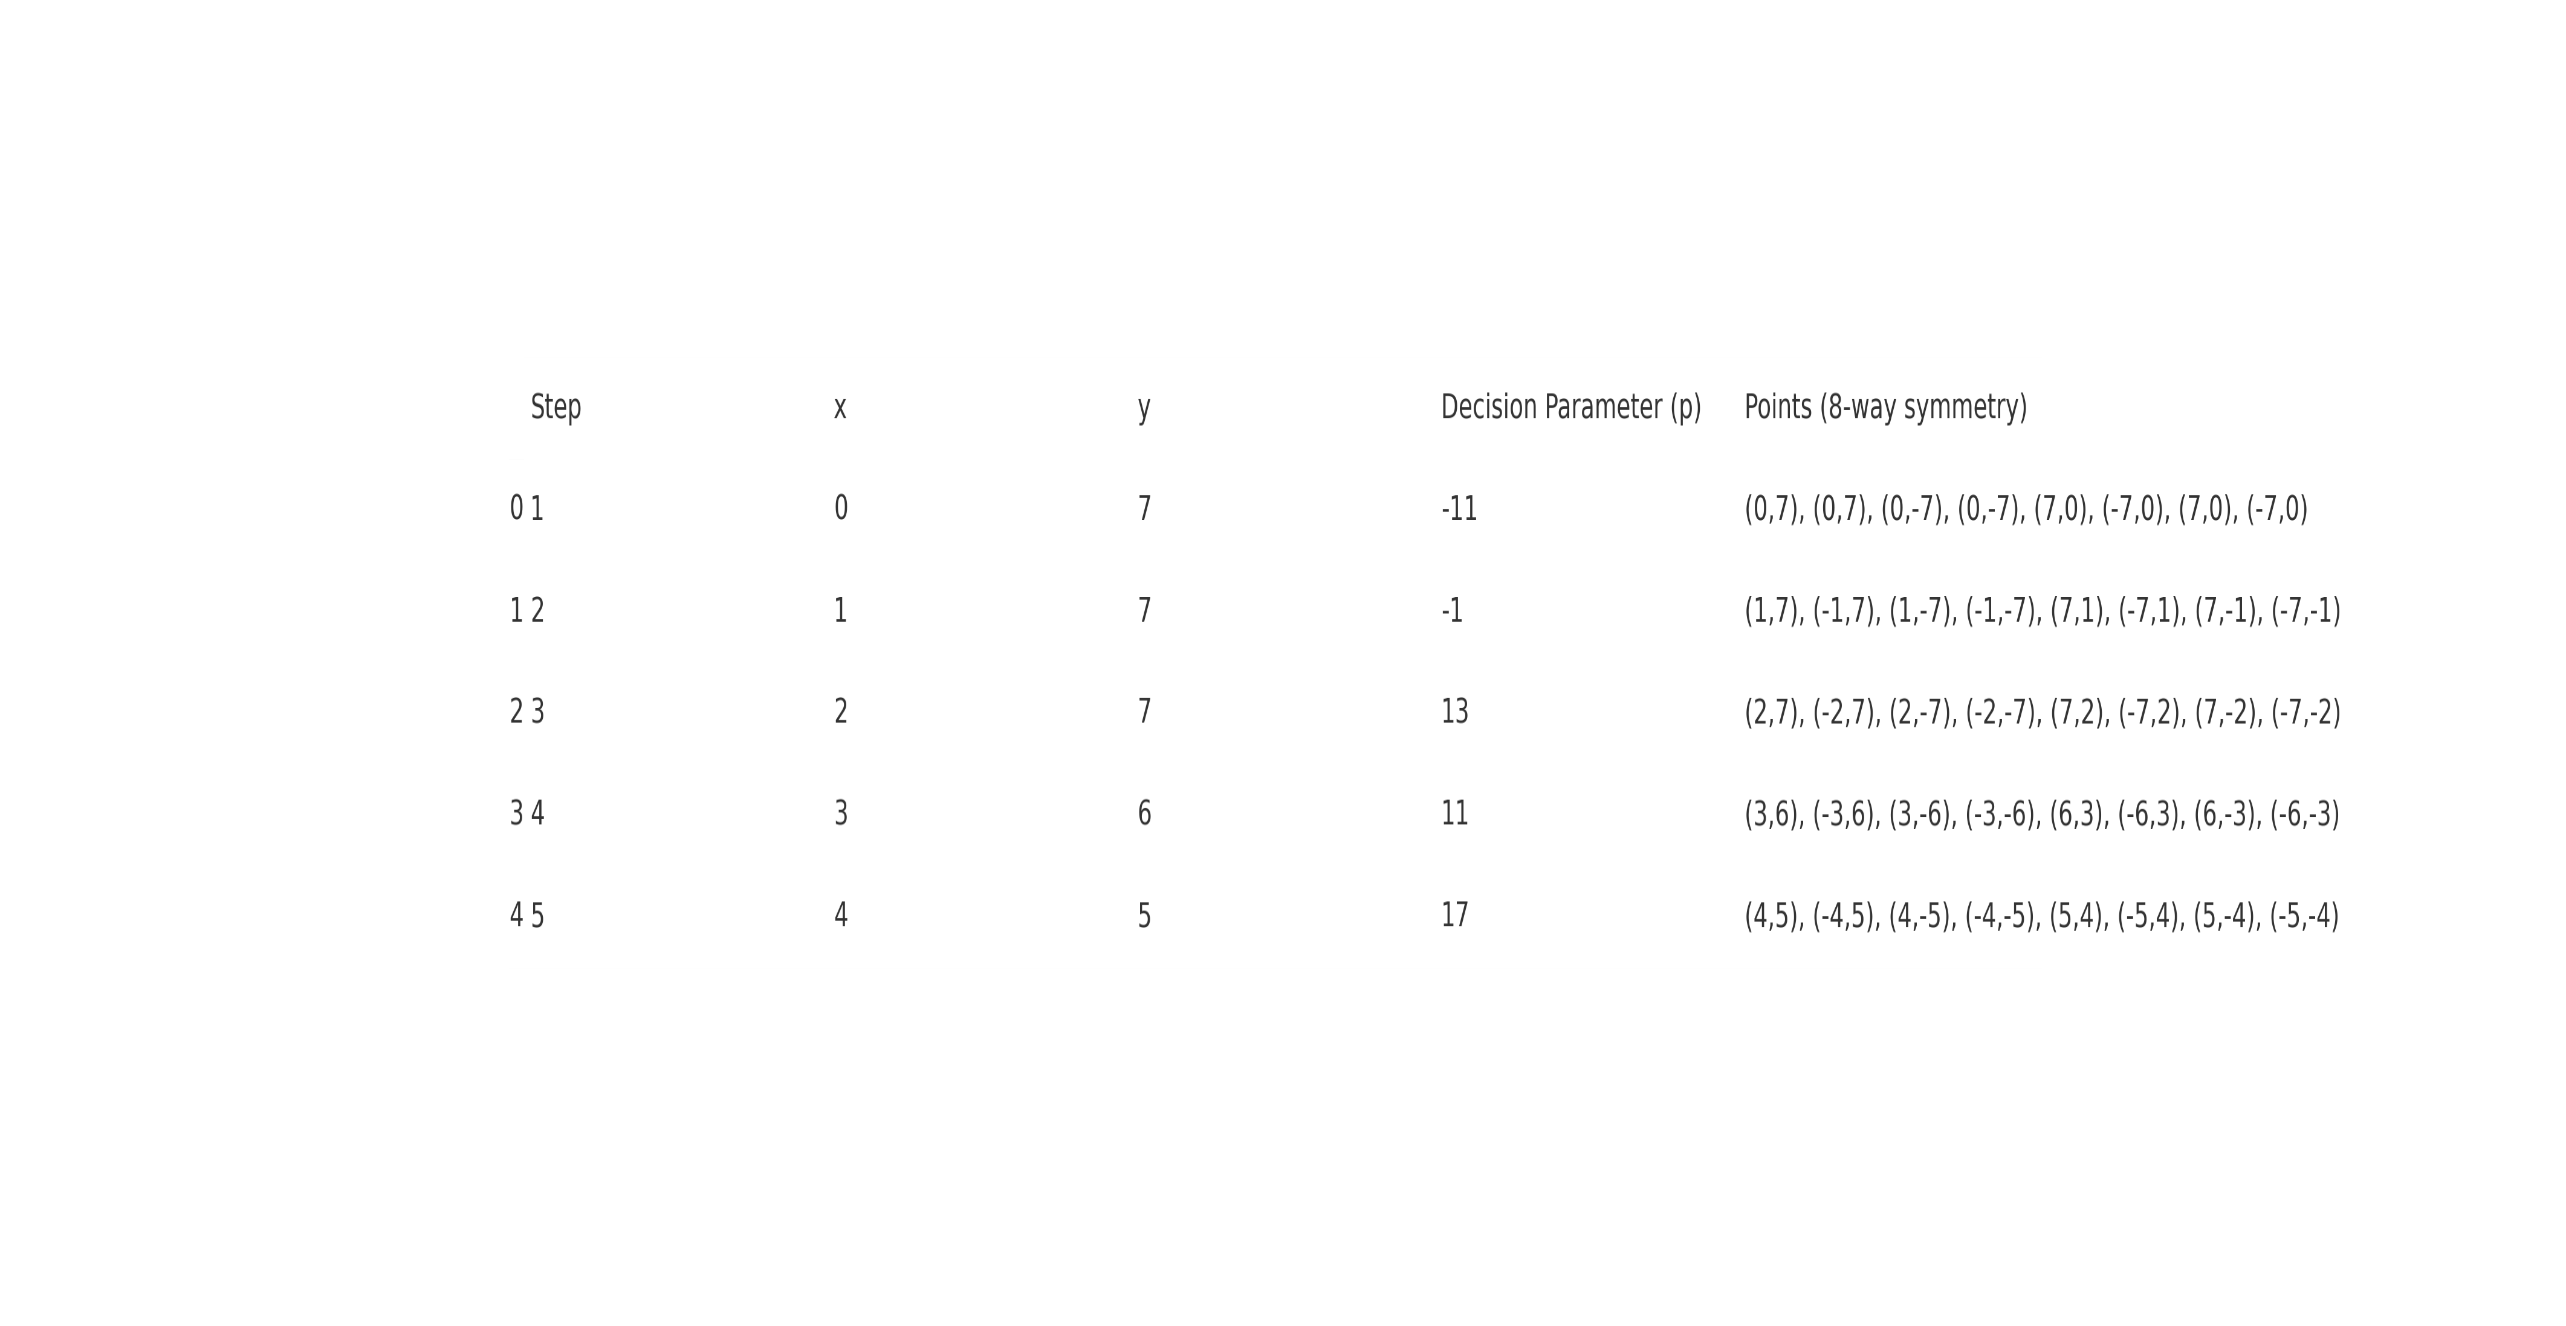 Step x y Decision Parameter (p) Points (8-way symmetry)
0 1 0 7 -11 (0,7), (0,7), (0,-7), (0,-7), (7,0), (-7,0), (7,0), (-7,0)
1 2 1 7 -1 (1,7), (-1,7), (1,-7), (-1,-7), (7,1), (-7,1), (7,-1), (-7,-1)
2 3 2 7 13 (2,7), (-2,7), (2,-7), (-2,-7), (7,2), (-7,2), (7,-2), (-7,-2)
3 4 3 6 11 (3,6), (-3,6), (3,-6), (-3,-6), (6,3), (-6,3), (6,-3), (-6,-3)
4 5 4 5 17 (4,5), (-4,5), (4,-5), (-4,-5), (5,4), (-5,4), (5,-4), (-5,-4)